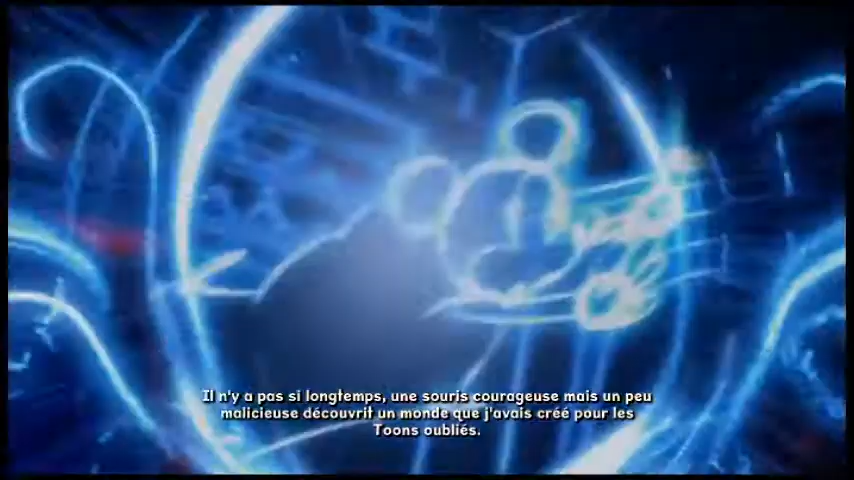 Il n'y a pas si longtemps, une souris courageuse mais un peu
malicieuse découvrit un monde que j'avais créé pour les
Toons oubliés.